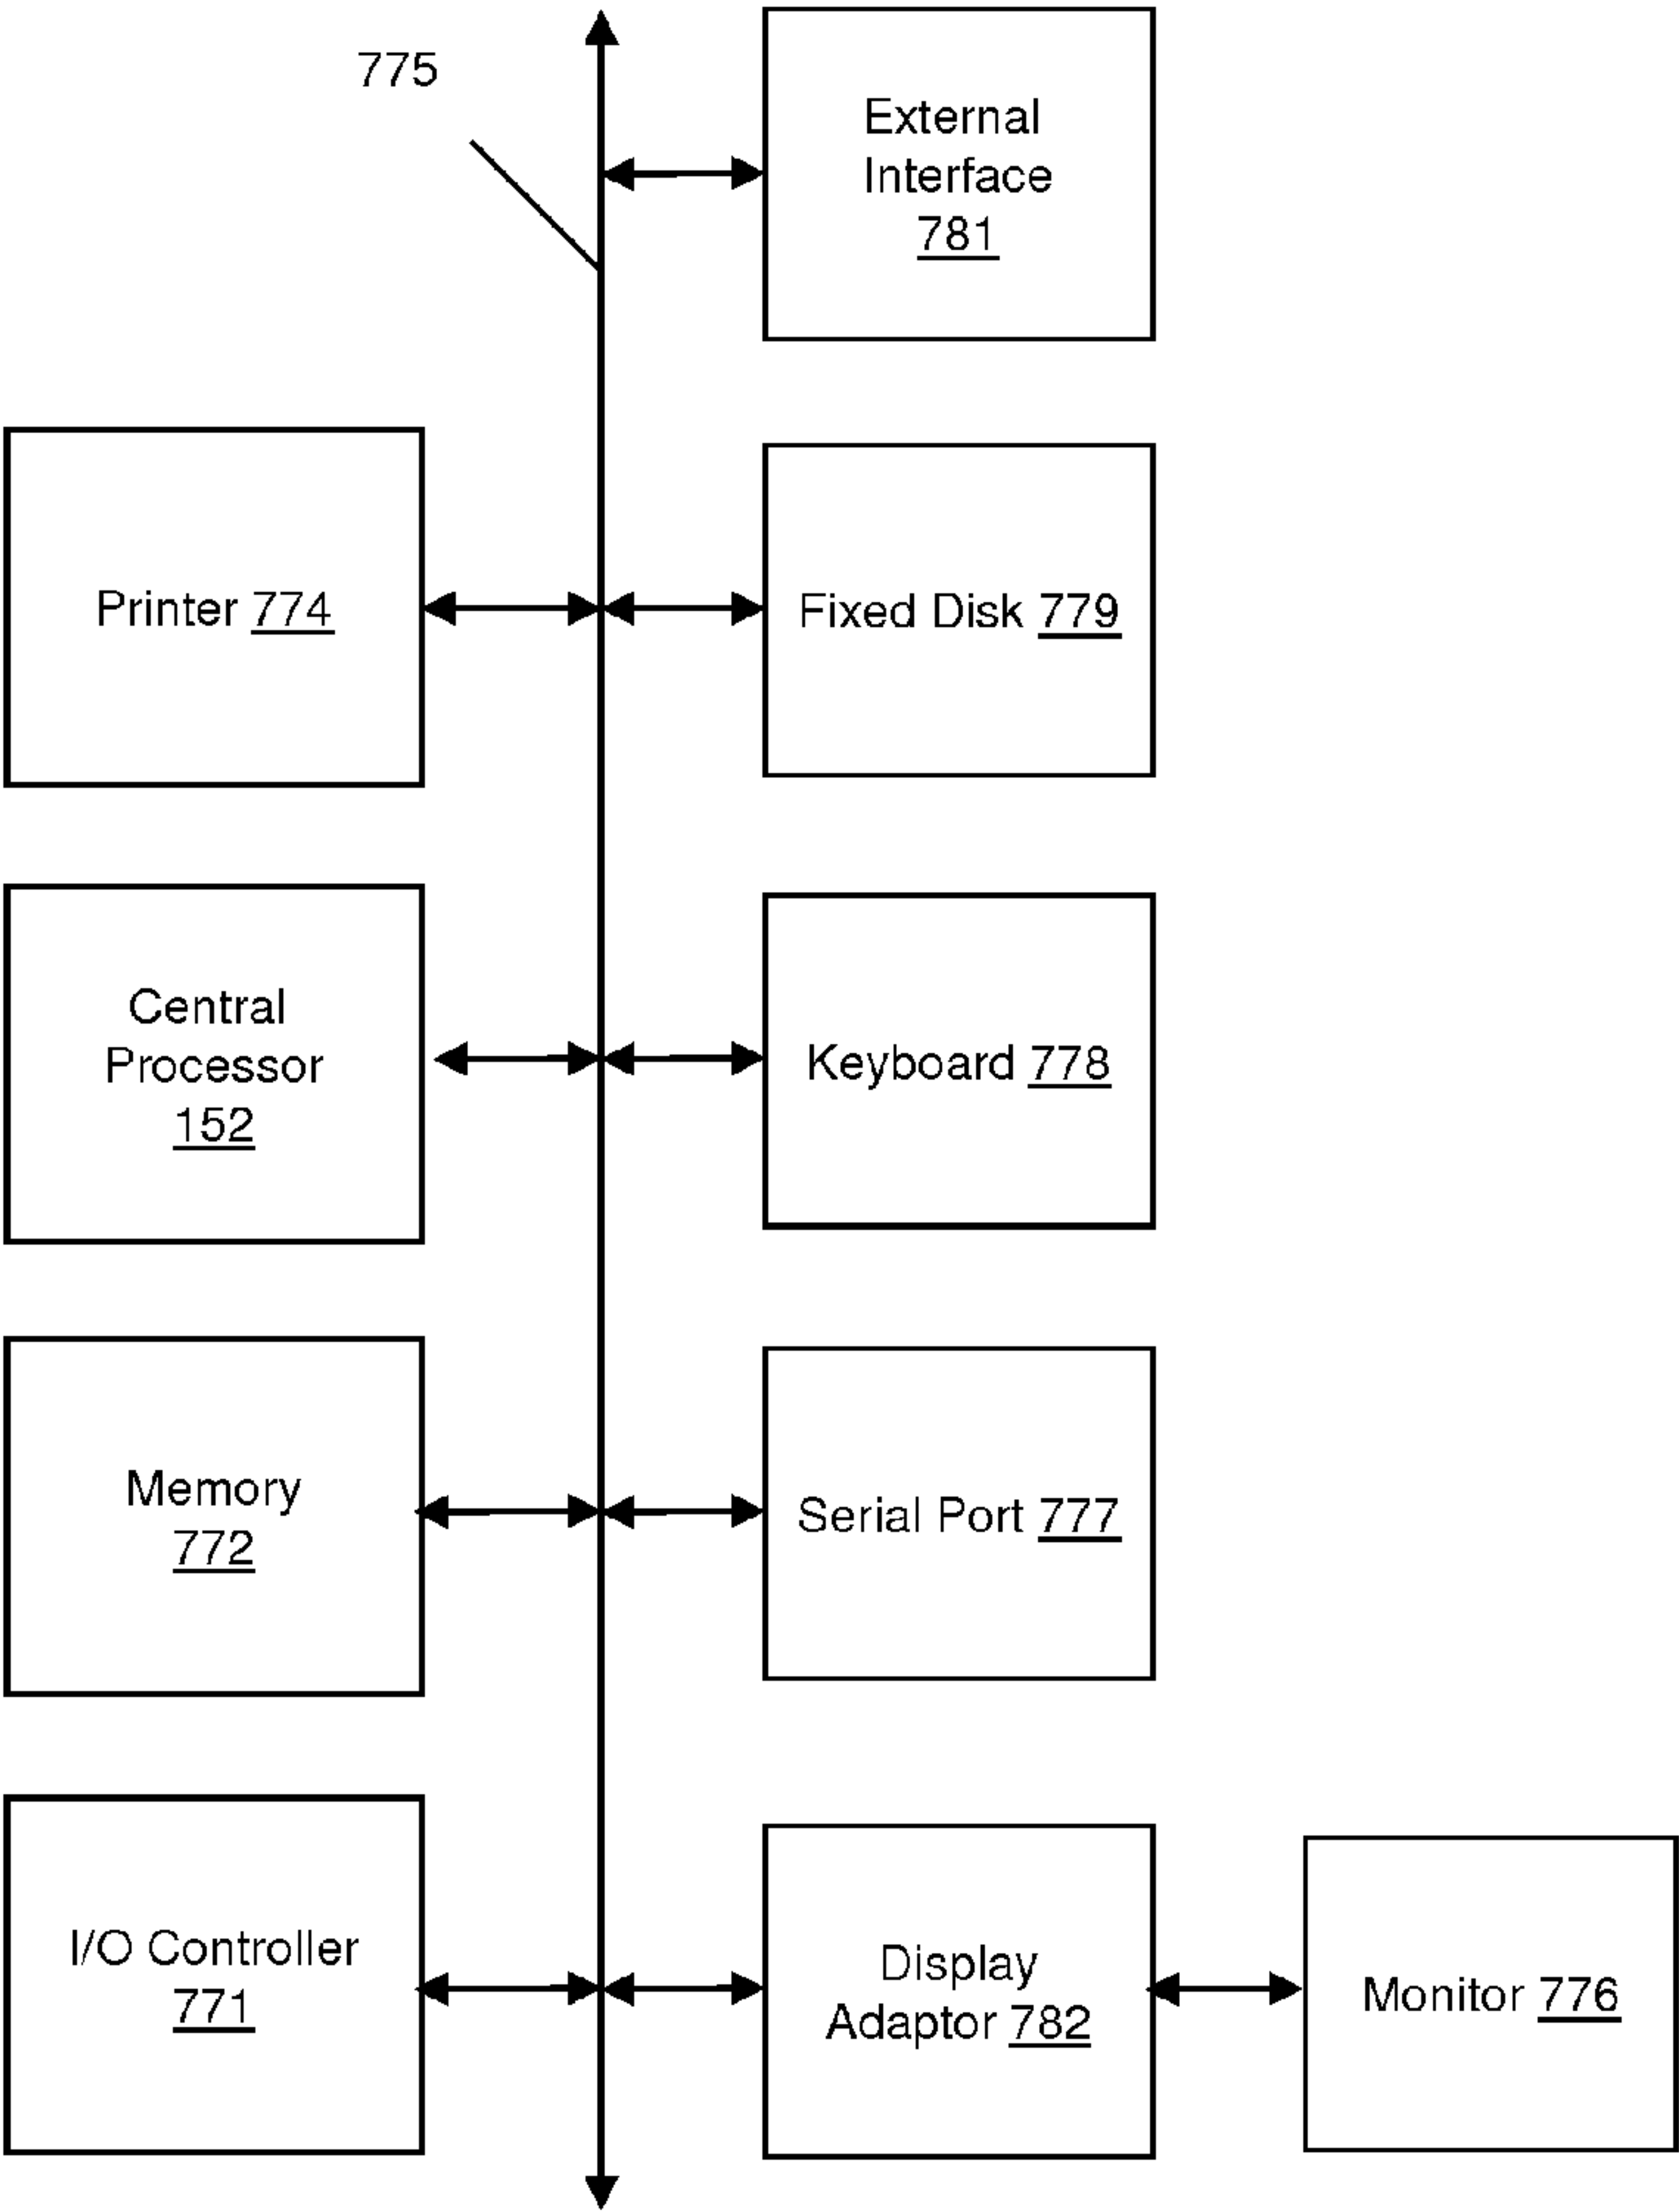 775
External
Interface
781
Printer 774
Fixed Disk 779
Central
Processor
152
Keyboard 778
Memory
772
Serial Port 777
I/O Controller
771
Display
Adaptor 782
Monitor 776